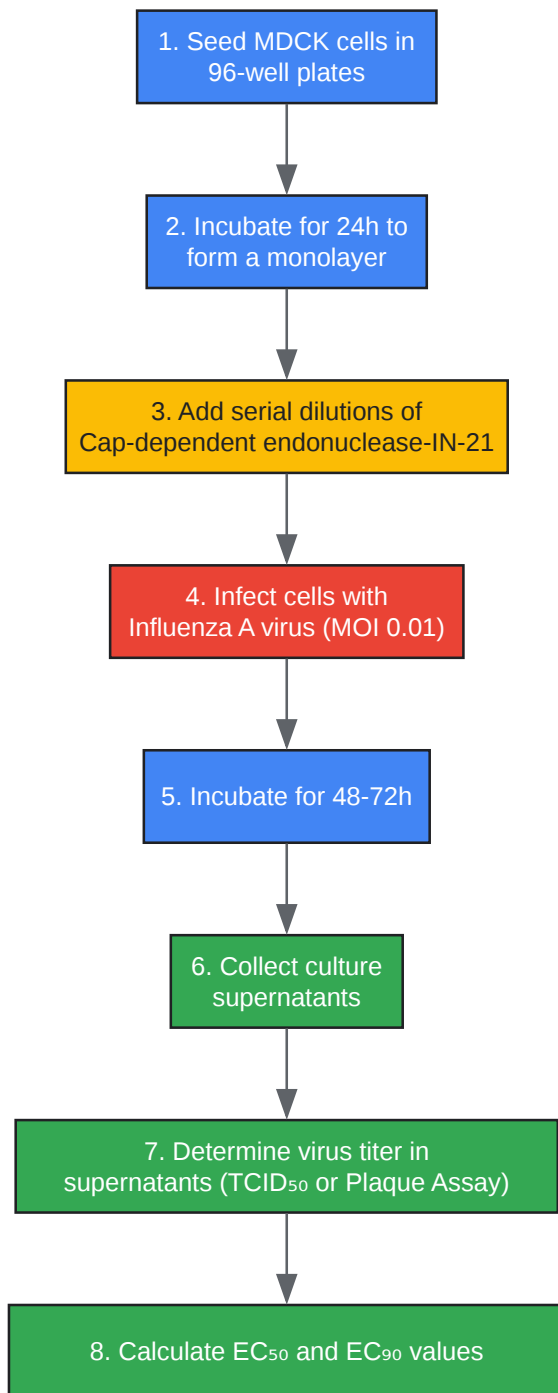 1. Seed MDCK cells in
96-well plates
2. Incubate for 24h to
form a monolayer
3. Add serial dilutions of
Cap-dependent endonuclease-IN-21
4. Infect cells with
Influenza A virus (MOI 0.01)
5. Incubate for 48-72h
6. Collect culture
supernatants
7. Determine virus titer in
supernatants (TCID₅₀ or Plaque Assay)
8. Calculate EC₅₀ and EC₉₀ values